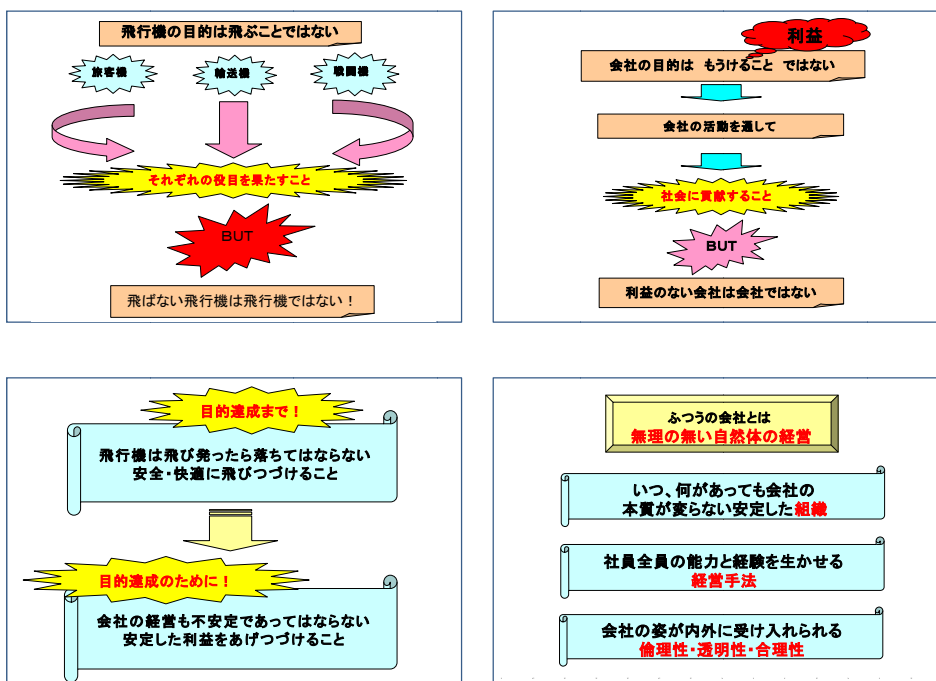 飛行機の目的は飛ぶことではない
旅客機
輸送機
戦闘機
それぞれの役目を果たすこと
BUT
飛ばない飛行機は飛行機ではない！
利益
会社の目的は もうけること ではない
会社の活動を通して
社会に貢献すること
BUT
利益のない会社は会社ではない
目的達成まで！
飛行機は飛び発ったら落ちてはならない
安全・快適に飛びつづけること
目的達成のために！
会社の経営も不安定であってはならない
安定した利益をあげつづけること
ふつうの会社とは
無理の無い自然体の経営
いつ、何があっても会社の
本質が変らない安定した組織
社員全員の能力と経験を生かせる
経営手法
会社の姿が内外に受け入れられる
倫理性・透明性・合理性